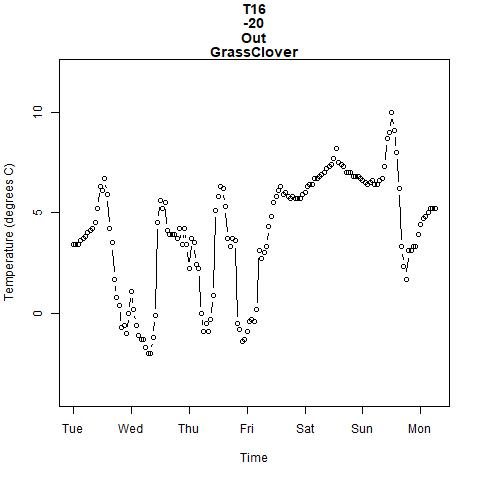 T16
-20
Out
GrassClover
Temperature (degrees C)
10
5
0
Tue Wed Thu Fri Sat Sun Mon
Time